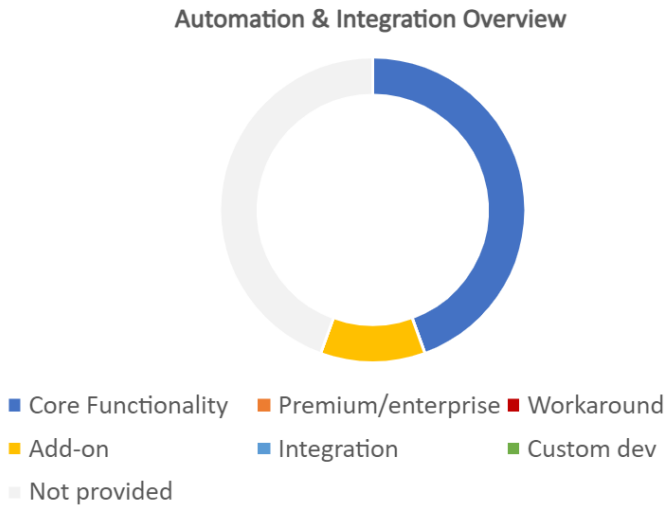 Automation & Integration Overview
Core Functionality Premium/enterprise Workaround
Add-on Integration Custom dev
Not provided